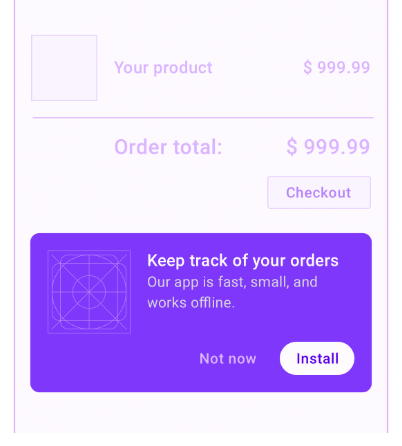 Your product $ 999.99
Order total: $ 999.99
Checkout
Keep track of your orders
Our app is fast, small, and
works offline.
Not now Install